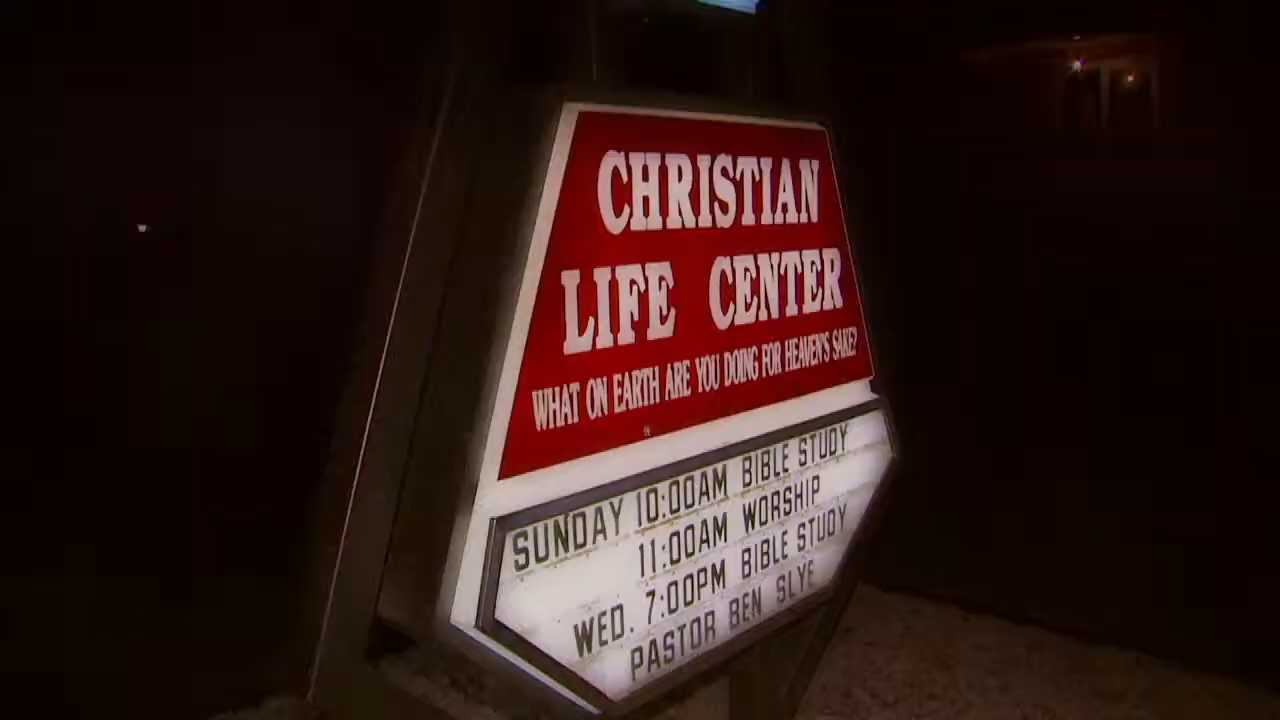 CHRISTIAN
LIFE CENTER
WHAT ON EARTH ARE YOU DOING FOR HEAVEN'S SAKE?
SUNDAY 10:00AM BIBLE STUDY
11:00AM WORSHIP
WED. 7:00PM BIBLE STUDY
PASTOR BEN SLYE